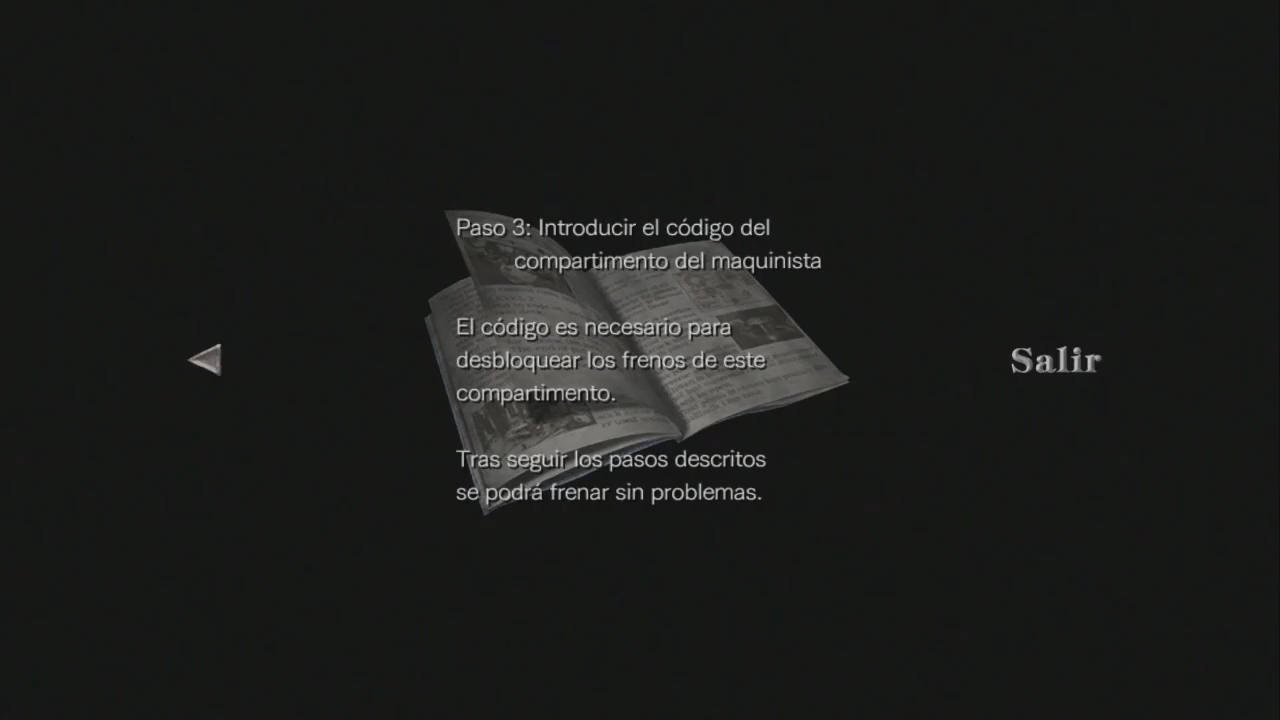 Paso 3: Introducir el código del
compartimento del maquinista
El código es necesario para
desbloquear los frenos de este
compartimento.
Tras seguir los pasos descritos
se podrá frenar sin problemas.
Salir